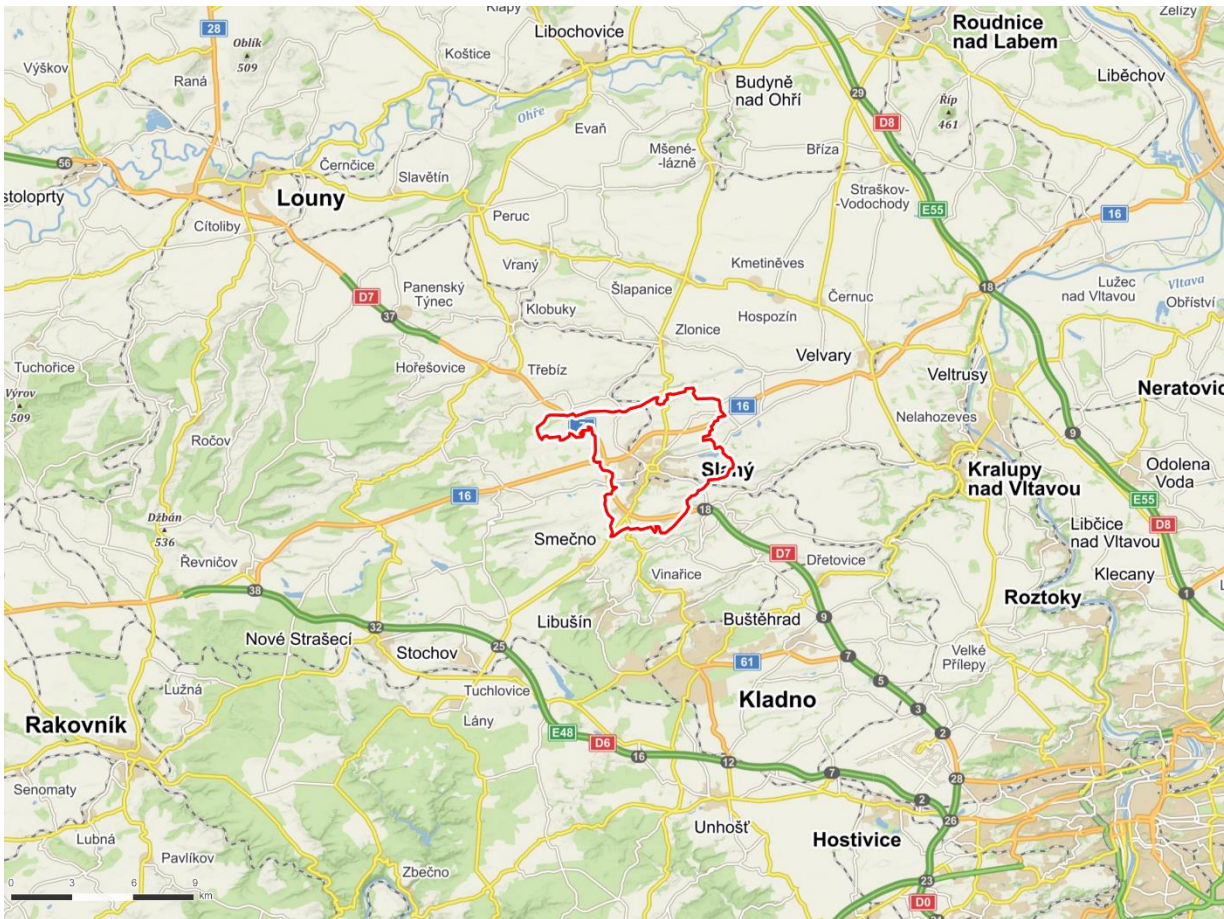 Klapý
Roudnice
nad Labem
Želízy
28
Oblík
509
Libochovice
Koštice
Výškov
Raná
Budyně
nad Ohří
Liběchov
29
Říp
461
D8
Ohře
Evaň
Mšené-
-lázně
Bříza
56
Černčice
Slavětín
Louny
Straškov-
-Vodochody
E55
16
Cítoliby
Peruc
Vraný
Kmetiněves
18
Lužec
nad Vltavou
Vltava
Obříství
D7
37
Panenský
Týnec
Šlapanice
Klobuky
Černuc
Hospozín
Zlonice
Velvary
Tuchořice
Hořešovice
Třebíz
Veltrusy
Výrov
509
Neratovic
16
Nelahozeves
Ročov
9
Slaný
Kralupy
nad Vltavou
Odolena
Voda
16
E55
18
Džbán
536
D8
Smečno
D7
Libčice
nad Vltavou
Řevničov
Dřetovice
Vinařice
Klecany
38
1
Roztoky
Libušín
Buštěhrad
9
32
Nové Strašecí
25
Stochov
7
Velké
Přílepy
61
5
Tuchlovice
Lužná
Kladno
3
Lány
Rakovník
2
E48
D6
16
12
7
28
Senomaty
2
26
Unhošť
Hostivice
Lubná
Pavlíkov
Zbečno
23
D0
0
3
6
9
km